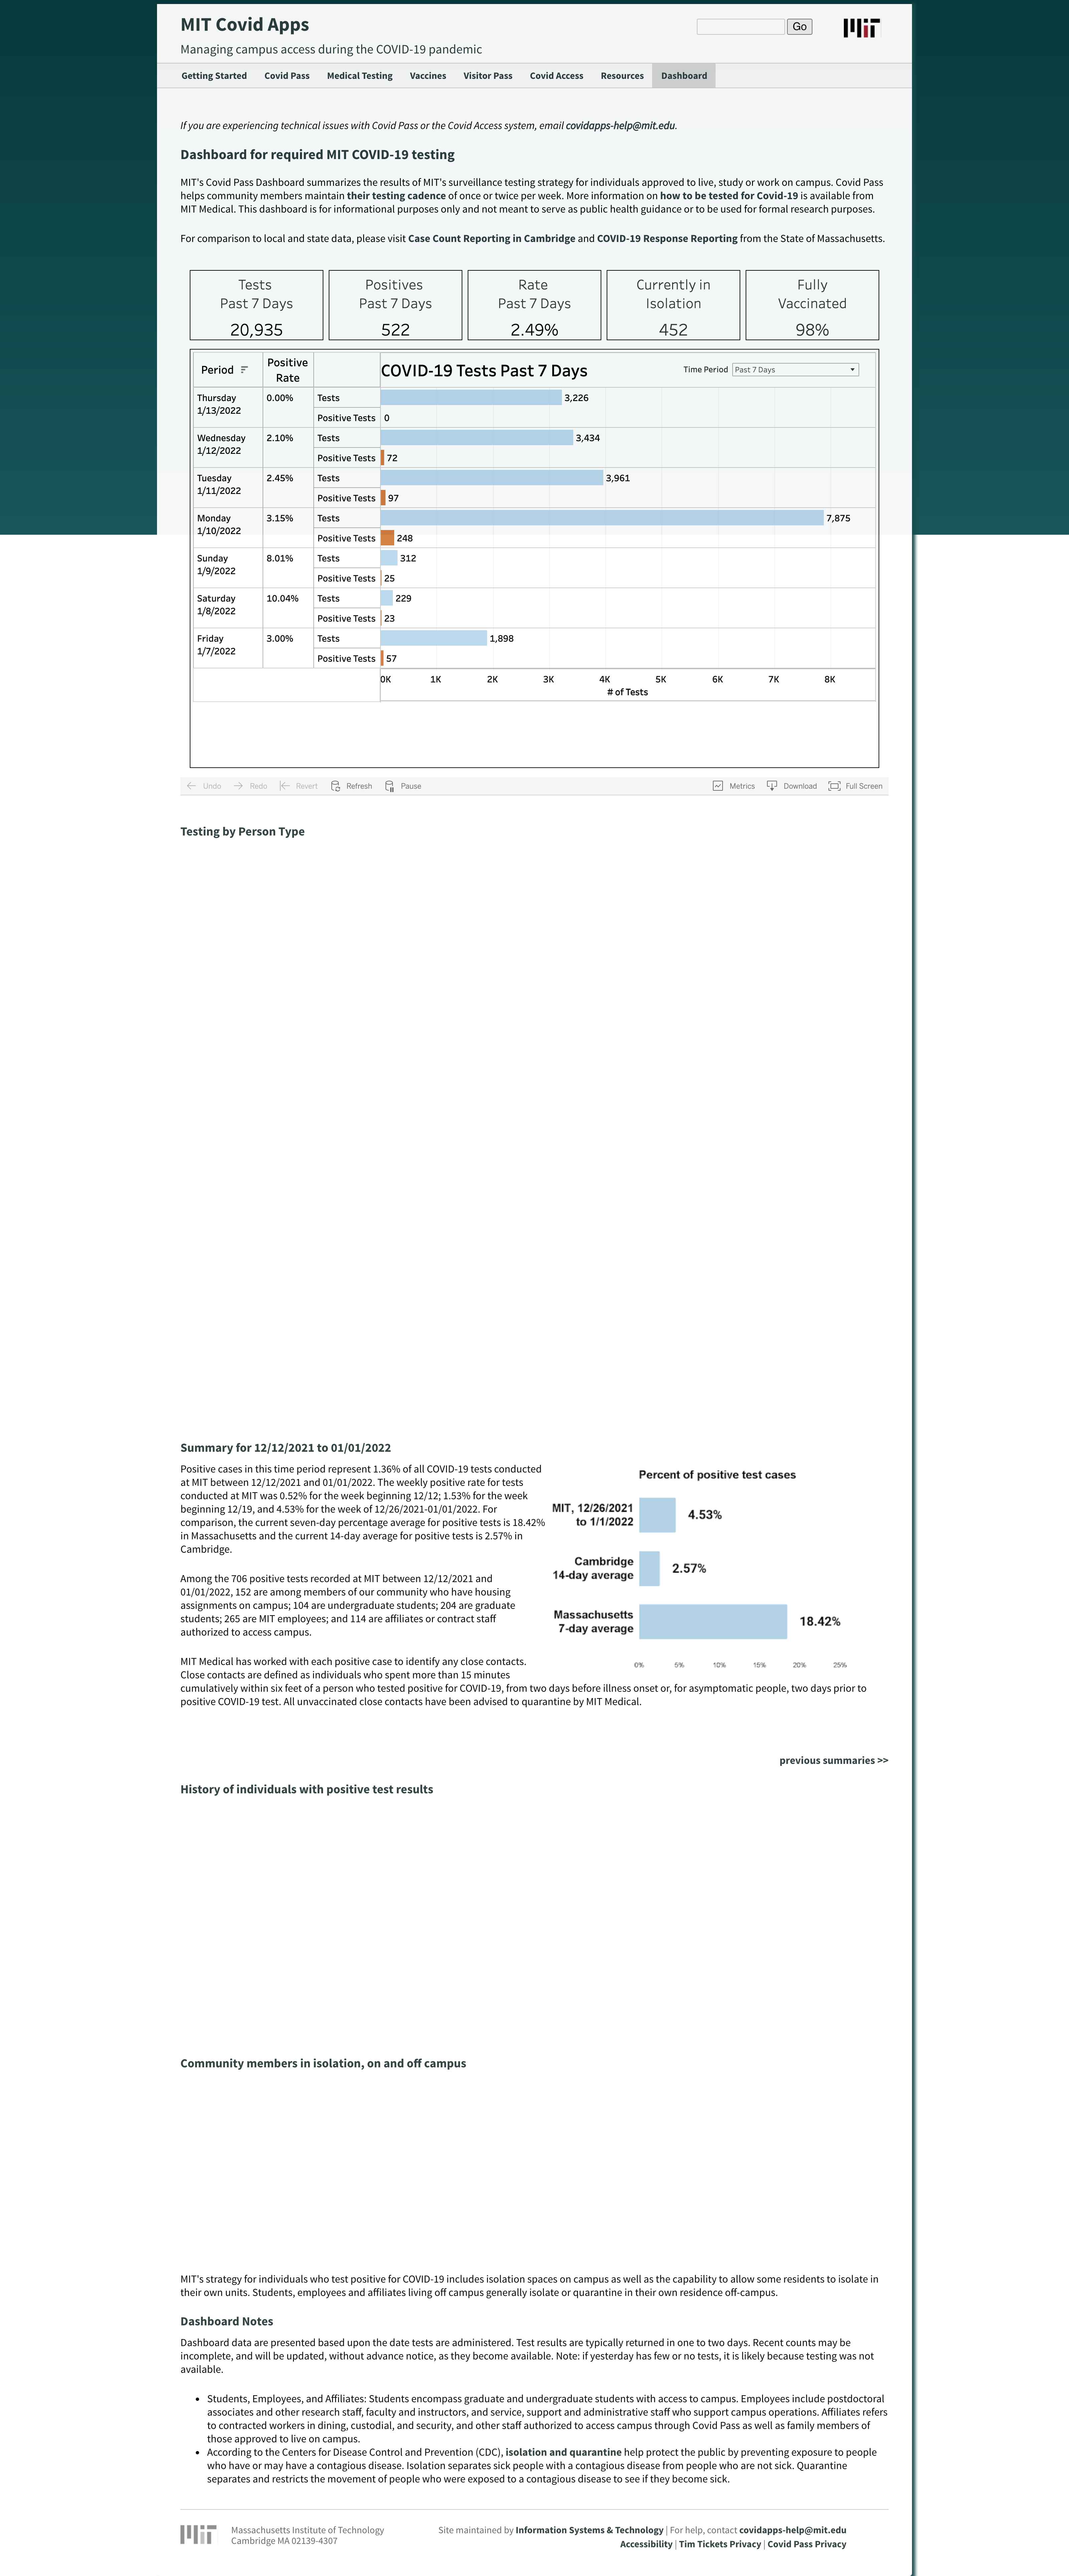 MIT Covid Apps
Go
MIT
Managing campus access during the COVID-19 pandemic
Getting Started Covid Pass Medical Testing Vaccines Visitor Pass Covid Access Resources Dashboard
If you are experiencing technical issues with Covid Pass or the Covid Access system, email covidapps-help@mit.edu.
Dashboard for required MIT COVID-19 testing
MIT's Covid Pass Dashboard summarizes the results of MIT's surveillance testing strategy for individuals approved to live, study or work on campus. Covid Pass
helps community members maintain their testing cadence of once or twice per week. More information on how to be tested for Covid-19 is available from
MIT Medical. This dashboard is for informational purposes only and not meant to serve as public health guidance or to be used for formal research purposes.
For comparison to local and state data, please visit Case Count Reporting in Cambridge and COVID-19 Response Reporting from the State of Massachusetts.
Tests
Past 7 Days
20,935
Positives
Past 7 Days
522
Rate
Past 7 Days
2.49%
Currently in
Isolation
452
Fully
Vaccinated
98%
Period
Positive
Rate
COVID-19 Tests Past 7 Days
Time Period Past 7 Days
Thursday
1/13/2022
0.00%
Tests 3,226
Positive Tests 0
Wednesday
1/12/2022
2.10%
Tests 3,434
Positive Tests 72
Tuesday
1/11/2022
2.45%
Tests 3,961
Positive Tests 97
Monday
1/10/2022
3.15%
Tests 7,875
Positive Tests 248
Sunday
1/9/2022
8.01%
Tests 312
Positive Tests 25
Saturday
1/8/2022
10.04%
Tests 229
Positive Tests 23
Friday
1/7/2022
3.00%
Tests 1,898
Positive Tests 57
0K 1K 2K 3K 4K 5K 6K 7K 8K
# of Tests
Undo Redo Revert Refresh Pause Metrics Download Full Screen
Testing by Person Type
Summary for 12/12/2021 to 01/01/2022
Positive cases in this time period represent 1.36% of all COVID-19 tests conducted
at MIT between 12/12/2021 and 01/01/2022. The weekly positive rate for tests
conducted at MIT was 0.52% for the week beginning 12/12; 1.53% for the week
beginning 12/19, and 4.53% for the week of 12/26/2021-01/01/2022. For
comparison, the current seven-day percentage average for positive tests is 18.42%
in Massachusetts and the current 14-day average for positive tests is 2.57% in
Cambridge.
Among the 706 positive tests recorded at MIT between 12/12/2021 and
01/01/2022, 152 are among members of our community who have housing
assignments on campus; 104 are undergraduate students; 204 are graduate
students; 265 are MIT employees; and 114 are affiliates or contract staff
authorized to access campus.
MIT Medical has worked with each positive case to identify any close contacts.
Close contacts are defined as individuals who spent more than 15 minutes
cumulatively within six feet of a person who tested positive for COVID-19, from two days before illness onset or, for asymptomatic people, two days prior to
positive COVID-19 test. All unvaccinated close contacts have been advised to quarantine by MIT Medical.
Percent of positive test cases
MIT, 12/26/2021
to 1/1/2022
4.53%
Cambridge
14-day average
2.57%
Massachusetts
7-day average
18.42%
0% 5% 10% 15% 20% 25%
previous summaries >>
History of individuals with positive test results
Community members in isolation, on and off campus
MIT's strategy for individuals who test positive for COVID-19 includes isolation spaces on campus as well as the capability to allow some residents to isolate in
their own units. Students, employees and affiliates living off campus generally isolate or quarantine in their own residence off-campus.
Dashboard Notes
Dashboard data are presented based upon the date tests are administered. Test results are typically returned in one to two days. Recent counts may be
incomplete, and will be updated, without advance notice, as they become available. Note: if yesterday has few or no tests, it is likely because testing was not
available.
• Students, Employees, and Affiliates: Students encompass graduate and undergraduate students with access to campus. Employees include postdoctoral
associates and other research staff, faculty and instructors, and service, support and administrative staff who support campus operations. Affiliates refers
to contracted workers in dining, custodial, and security, and other staff authorized to access campus through Covid Pass as well as family members of
those approved to live on campus.
• According to the Centers for Disease Control and Prevention (CDC), isolation and quarantine help protect the public by preventing exposure to people
who have or may have a contagious disease. Isolation separates sick people with a contagious disease from people who are not sick. Quarantine
separates and restricts the movement of people who were exposed to a contagious disease to see if they become sick.
MIT
Massachusetts Institute of Technology
Cambridge MA 02139-4307
Site maintained by Information Systems & Technology | For help, contact covidapps-help@mit.edu
Accessibility | Tim Tickets Privacy | Covid Pass Privacy